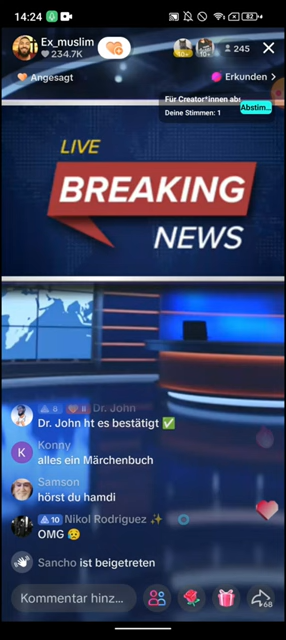 14:24
82
Ex_muslim
234.7K
245
Angesagt
Erkunden >
Für Creator*innen abs
Abstim...
Deine Stimmen: 1
LIVE
BREAKING
NEWS
Dr. John
Dr. John ht es bestätigt ✅
K Konny
alles ein Märchenbuch
Samson
hörst du hamdi
10 Nikol Rodriguez ✨
OMG 😥
Sancho ist beigetreten
Kommentar hinz...
68